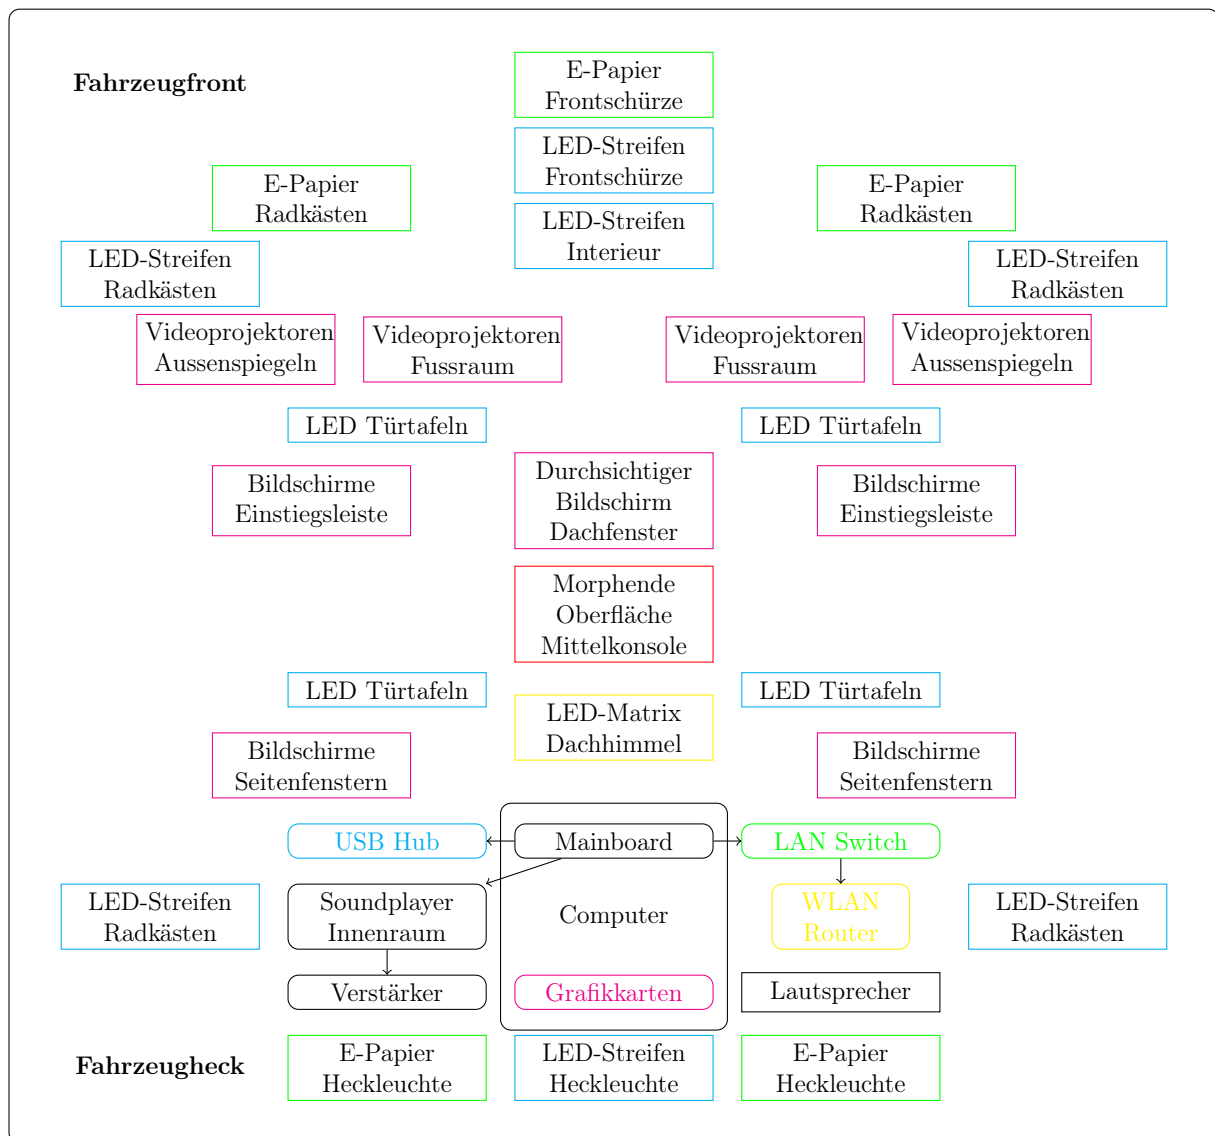 Fahrzeugfront
E-Papier
Frontschürze
LED-Streifen
Frontschürze
E-Papier
Radkästen
E-Papier
Radkästen
LED-Streifen
Interieur
LED-Streifen
Radkästen
LED-Streifen
Radkästen
Videoprojektoren
Aussenspiegeln
Videoprojektoren
Fussraum
Videoprojektoren
Fussraum
Videoprojektoren
Aussenspiegeln
LED Türtafeln
LED Türtafeln
Bildschirme
Einstiegsleiste
Durchsichtiger
Bildschirm
Dachfenster
Bildschirme
Einstiegsleiste
Morphende
Oberfläche
Mittelkonsole
LED Türtafeln
LED Türtafeln
LED-Matrix
Dachhimmel
Bildschirme
Seitenfenstern
Bildschirme
Seitenfenstern
USB Hub
Mainboard
LAN Switch
LED-Streifen
Radkästen
Soundplayer
Innenraum
Computer
WLAN
Router
LED-Streifen
Radkästen
Verstärker
Grafikkarten
Lautsprecher
Fahrzeugheck
E-Papier
Heckleuchte
LED-Streifen
Heckleuchte
E-Papier
Heckleuchte